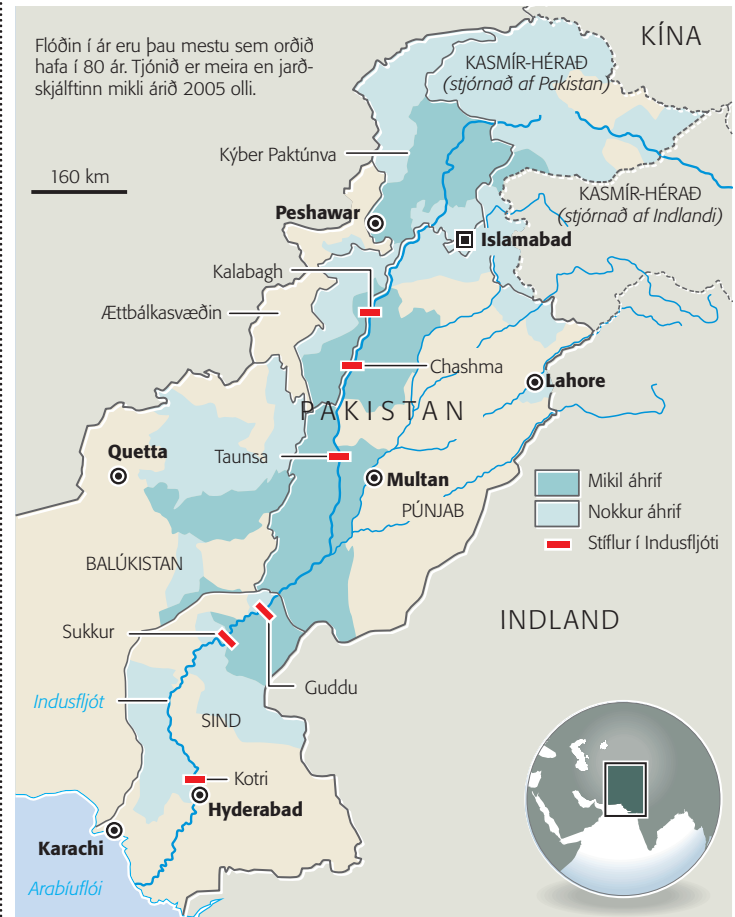 Flóðin í ár eru þau mestu sem orðið
hafa í 80 ár. Tjónið er meira en jarð-
skjálftinn mikli árið 2005 olli.
KÍNA
KASMÍR-HÉRAÐ
(stjórnað af Pakistan)
Kýber Paktúnva
160 km
KASMÍR-HÉRAÐ
(stjórnað af Indlandi)
Peshawar
Islamabad
Kalabagh
Ættbálkasvæðin
Chashma
Lahore
PAKISTAN
Quetta
Taunsa
Multan
Mikil áhrif
PÚNJAB
Nokkur áhrif
Stíflur í Indusfljóti
BALÚKISTAN
INDLAND
Sukkur
Guddu
Indusfljót
SIND
Kotri
Hyderabad
Karachi
Arabíuflói